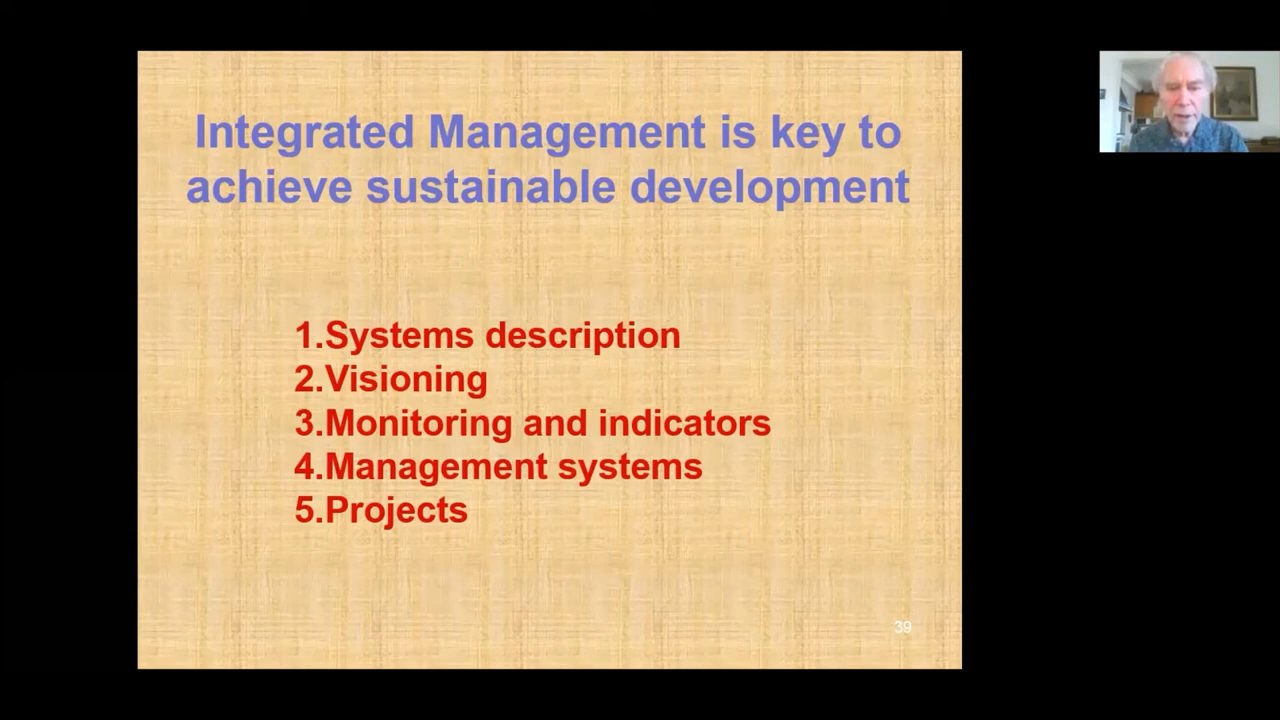 Integrated Management is key to
achieve sustainable development
1.Systems description
2.Visioning
3.Monitoring and indicators
4.Management systems
5.Projects
39